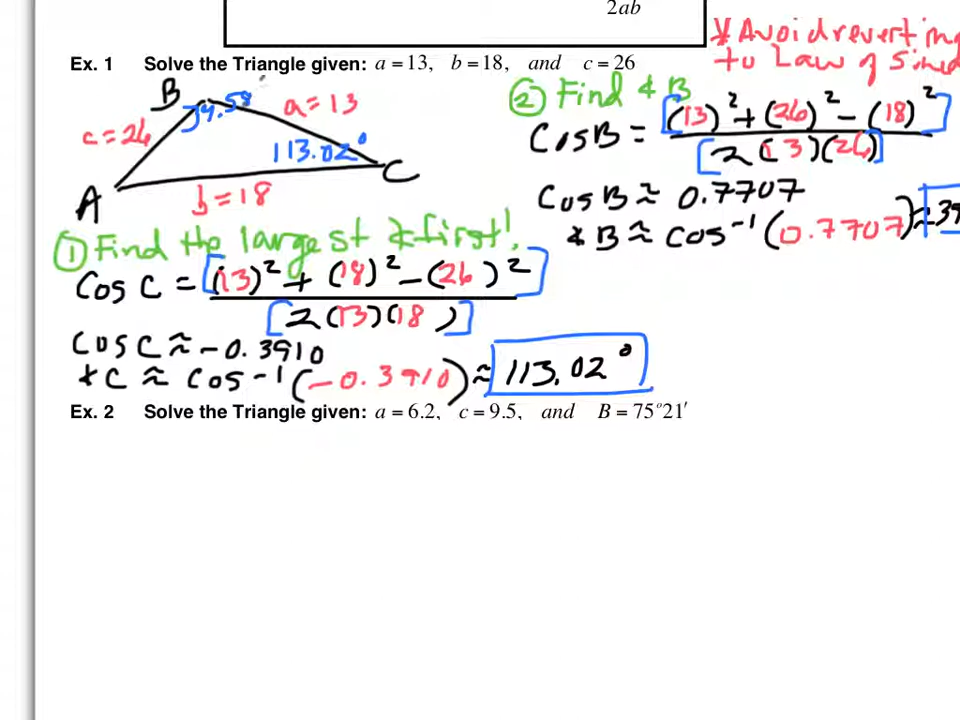 2ab
* Avoid reverting
to Law of Sines
Ex. 1 Solve the Triangle given: a = 13, b = 18, and c = 26
B
39.58
a = 13
c = 26
113.02°
C
A
b = 18
② Find ∡ B
Cos B = [(13)² + (26)² − (18)²]
[2(13)(26)]
Cos B ≈ 0.7707
∡ B ≈ cos⁻¹(0.7707) ≈ 39
① Find the largest ∡ first!
Cos C = [(13)² + (18)² − (26)²]
[2(13)(18)]
Cos C ≈ −0.3910
∡ C ≈ cos⁻¹(−0.3910) ≈ 113.02°
Ex. 2 Solve the Triangle given: a = 6.2, c = 9.5, and B = 75°21′